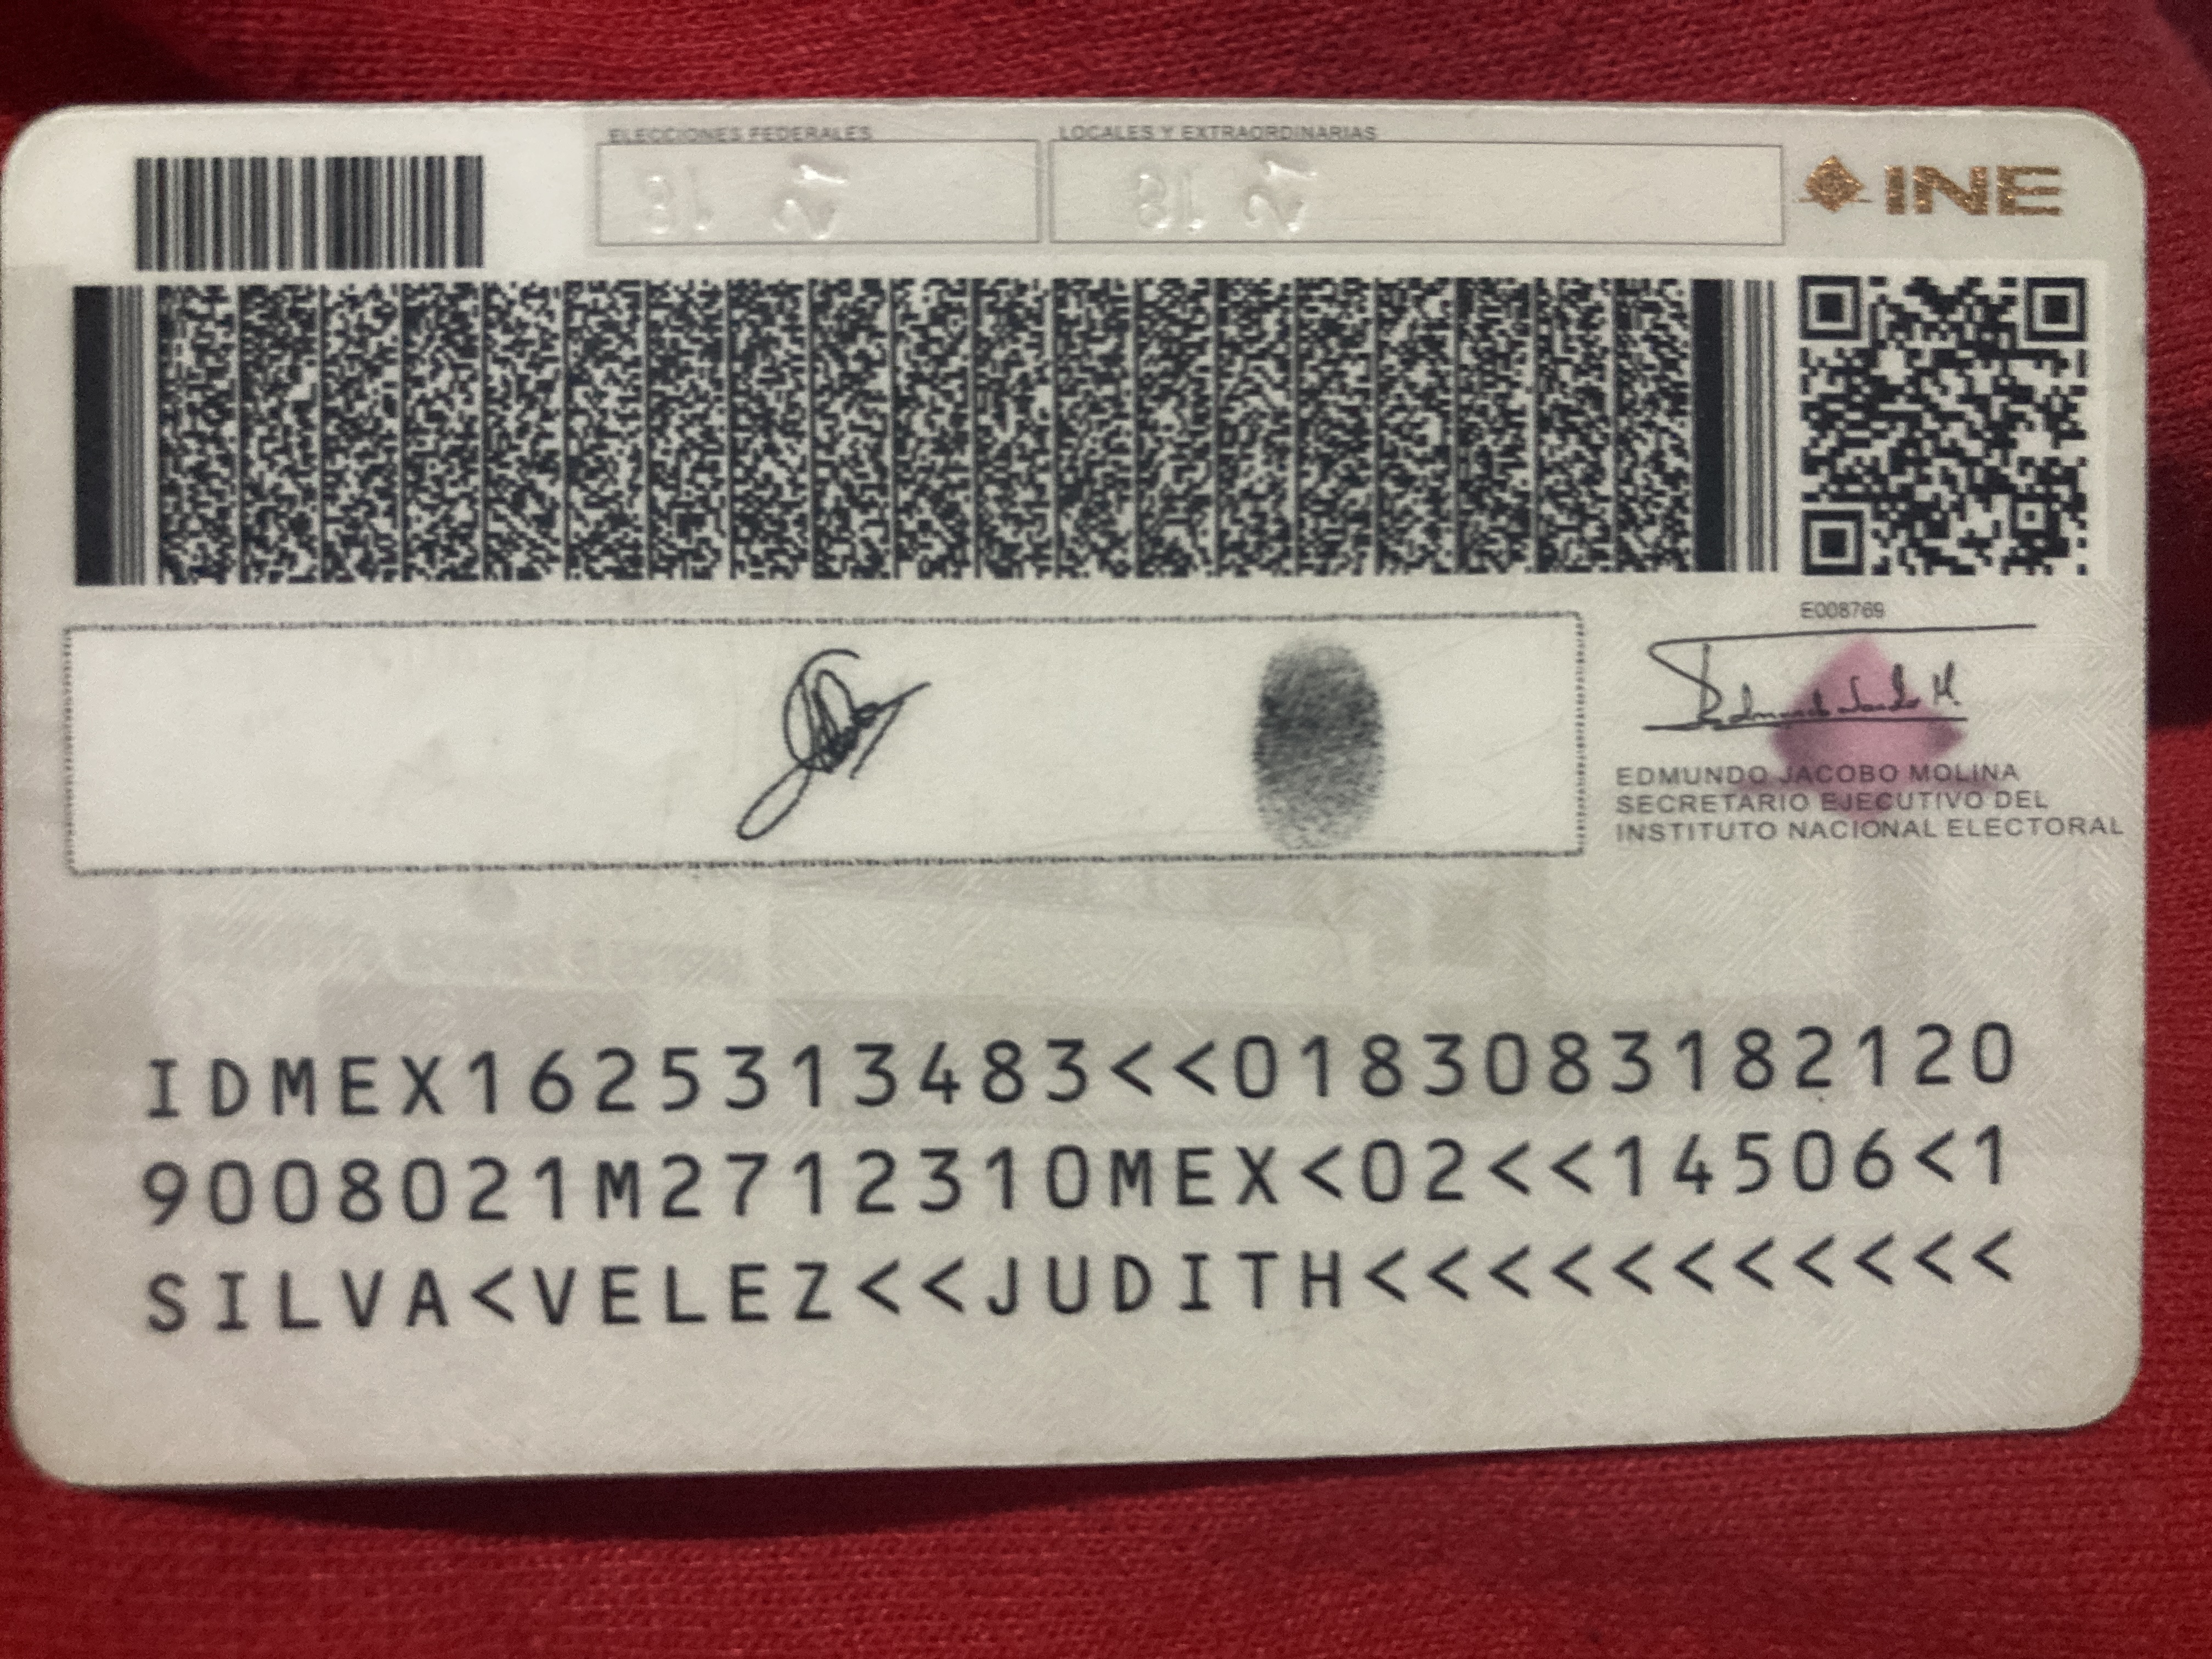 ELECCIONES FEDERALES
LOCALES Y EXTRAORDINARIAS
INE
E008769
EDMUNDO JACOBO MOLINA
SECRETARIO EJECUTIVO DEL
INSTITUTO NACIONAL ELECTORAL
IDMEX1625313483<<0183083182120
9008021M2712310MEX<02<<14506<1
SILVA<VELEZ<<JUDITH<<<<<<<<<<<